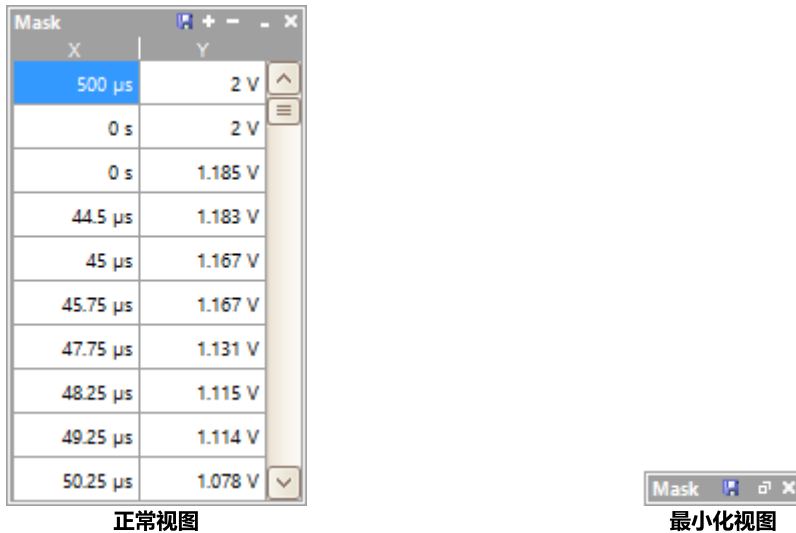 Mask
X Y
500 µs 2 V
0 s 2 V
0 s 1.185 V
44.5 µs 1.183 V
45 µs 1.167 V
45.75 µs 1.167 V
47.75 µs 1.131 V
48.25 µs 1.115 V
49.25 µs 1.114 V
50.25 µs 1.078 V
正常视图
Mask
最小化视图